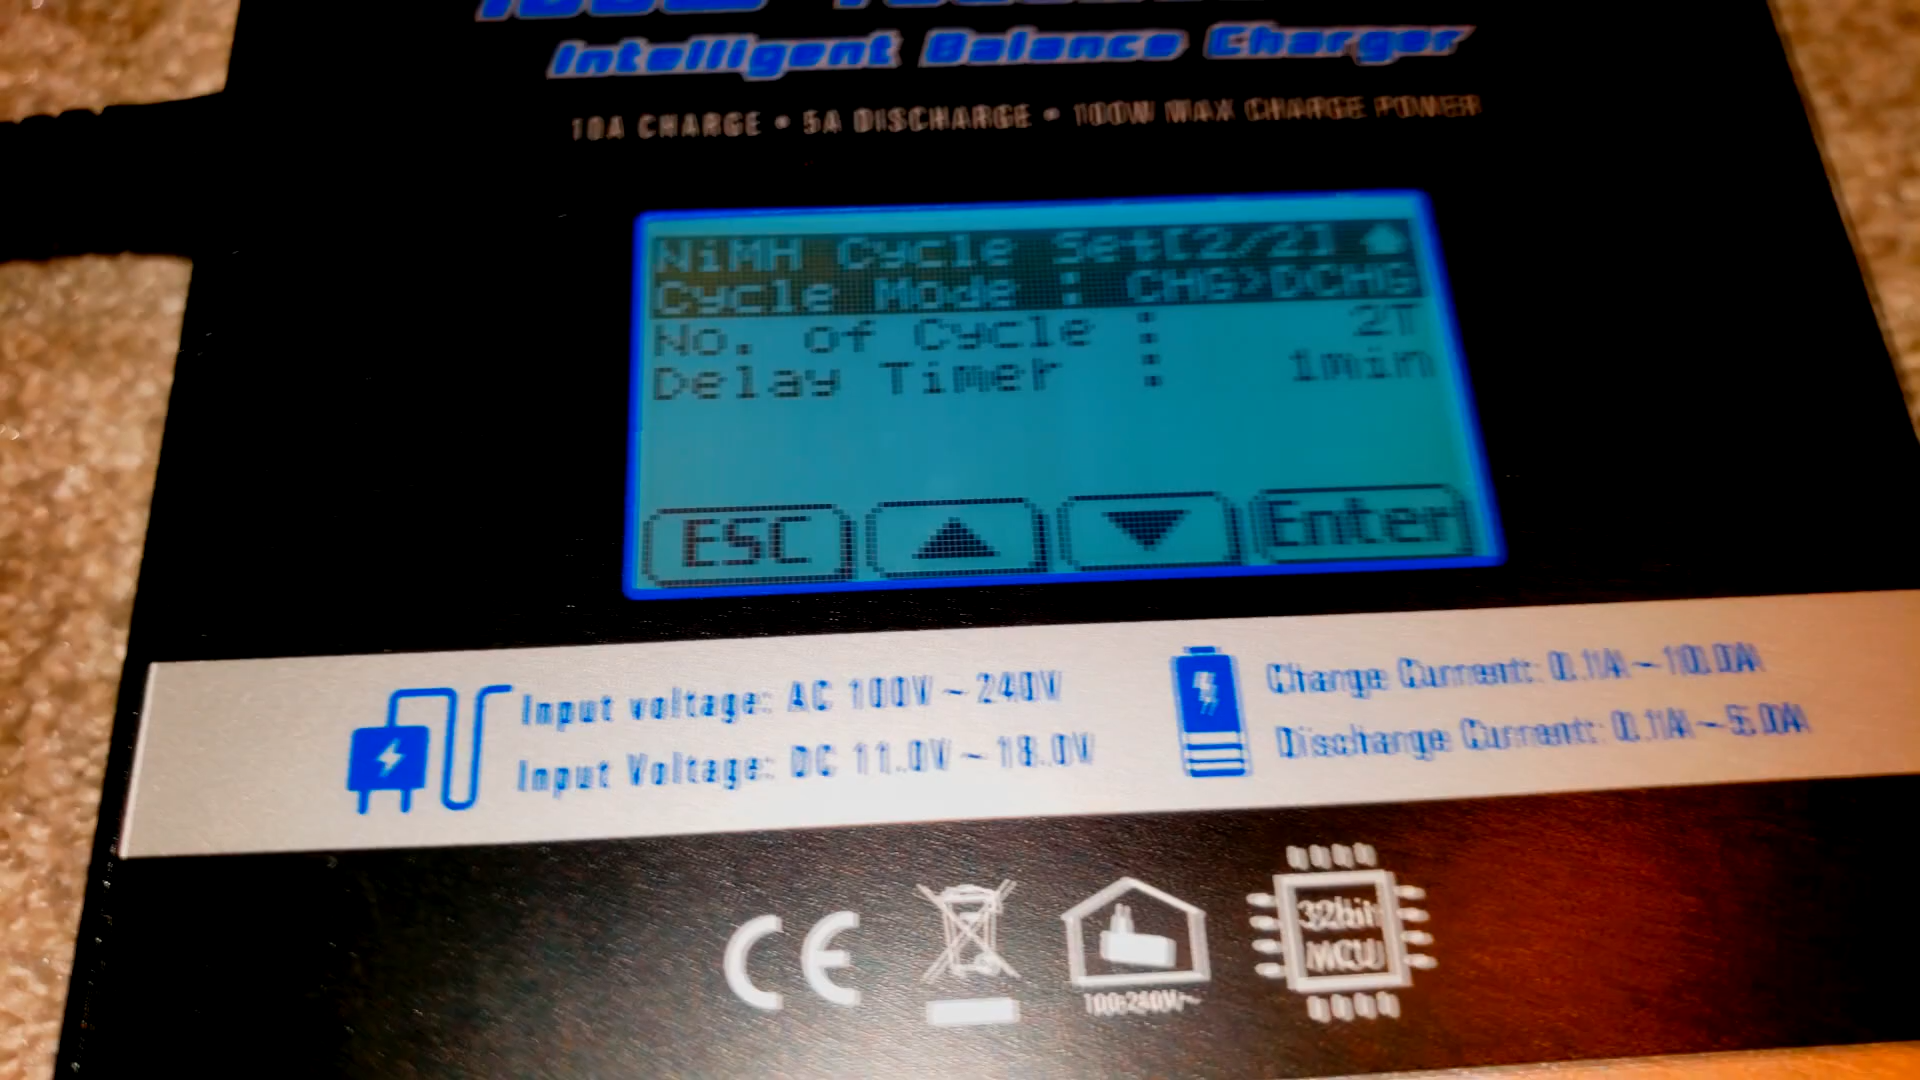 Intelligent Balance Charger
10A CHARGE • 5A DISCHARGE • 100W MAX CHARGE POWER
NiMH Cycle Set[2/2]
Cycle Mode : CHG>DCHG
No. of Cycle : 2T
Delay Timer : 1min
ESC ▲ ▼ Enter
Input voltage: AC 100V ~ 240V
Input Voltage: DC 11.0V ~ 18.0V
Charge Current: 0.1A ~ 10.0A
Discharge Current: 0.1A ~ 5.0A
CE
100-240V~
32bit
MCU